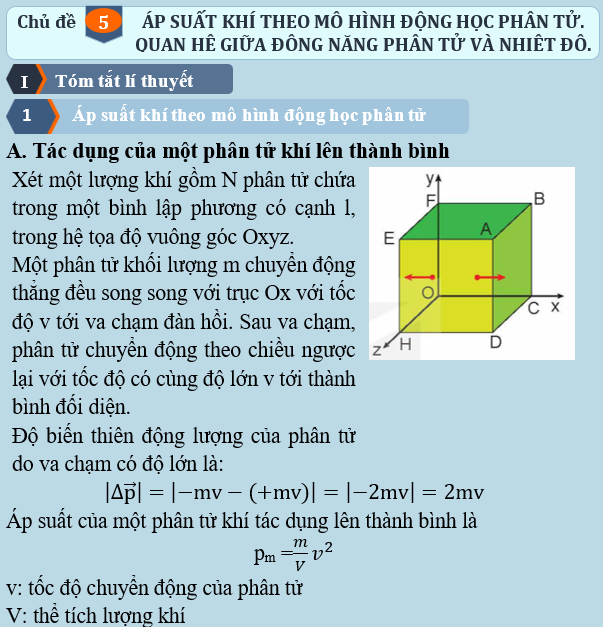 Chủ đề 5 ÁP SUẤT KHÍ THEO MÔ HÌNH ĐỘNG HỌC PHÂN TỬ.
QUAN HỆ GIỮA ĐỘNG NĂNG PHÂN TỬ VÀ NHIỆT ĐỘ.
I Tóm tắt lí thuyết
1 Áp suất khí theo mô hình động học phân tử
A. Tác dụng của một phân tử khí lên thành bình
Xét một lượng khí gồm N phân tử chứa
trong một bình lập phương có cạnh l,
trong hệ tọa độ vuông góc Oxyz.
Một phân tử khối lượng m chuyển động
thẳng đều song song với trục Ox với tốc
độ v tới va chạm đàn hồi. Sau va chạm,
phân tử chuyển động theo chiều ngược
lại với tốc độ có cùng độ lớn v tới thành
bình đối diện.
Độ biến thiên động lượng của phân tử
do va chạm có độ lớn là:
y
F
B
A
E
O
C x
z
H
D
|Δp⃗| = |−mv − (+mv)| = |−2mv| = 2mv
Áp suất của một phân tử khí tác dụng lên thành bình là
pₘ = m/V v²
v: tốc độ chuyển động của phân tử
V: thể tích lượng khí